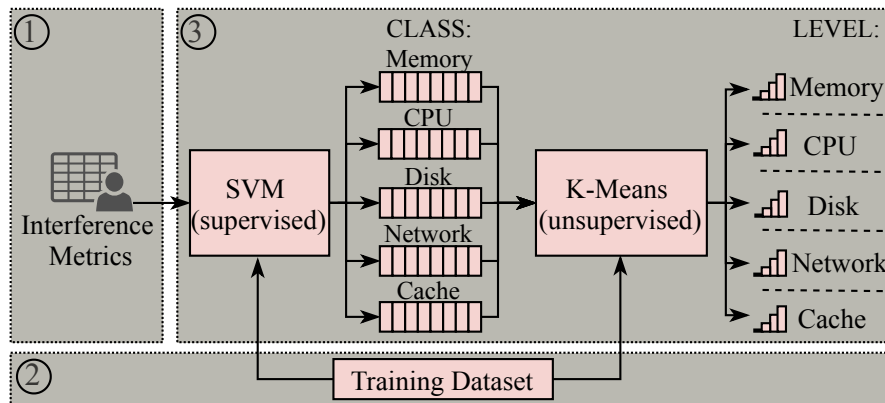 1
Interference
Metrics
3
CLASS:
Memory
CPU
Disk
Network
Cache
SVM
(supervised)
K-Means
(unsupervised)
LEVEL:
Memory
CPU
Disk
Network
Cache
2
Training Dataset